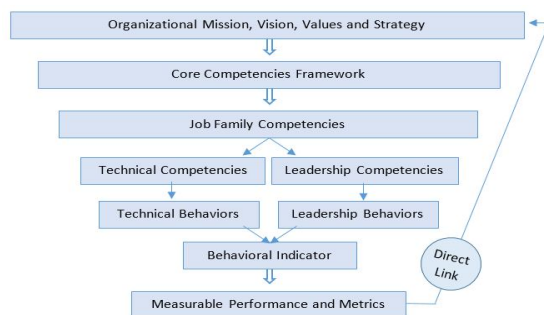 Organizational Mission, Vision, Values and Strategy
Core Competencies Framework
Job Family Competencies
Technical Competencies
Leadership Competencies
Technical Behaviors
Leadership Behaviors
Behavioral Indicator
Direct
Link
Measurable Performance and Metrics